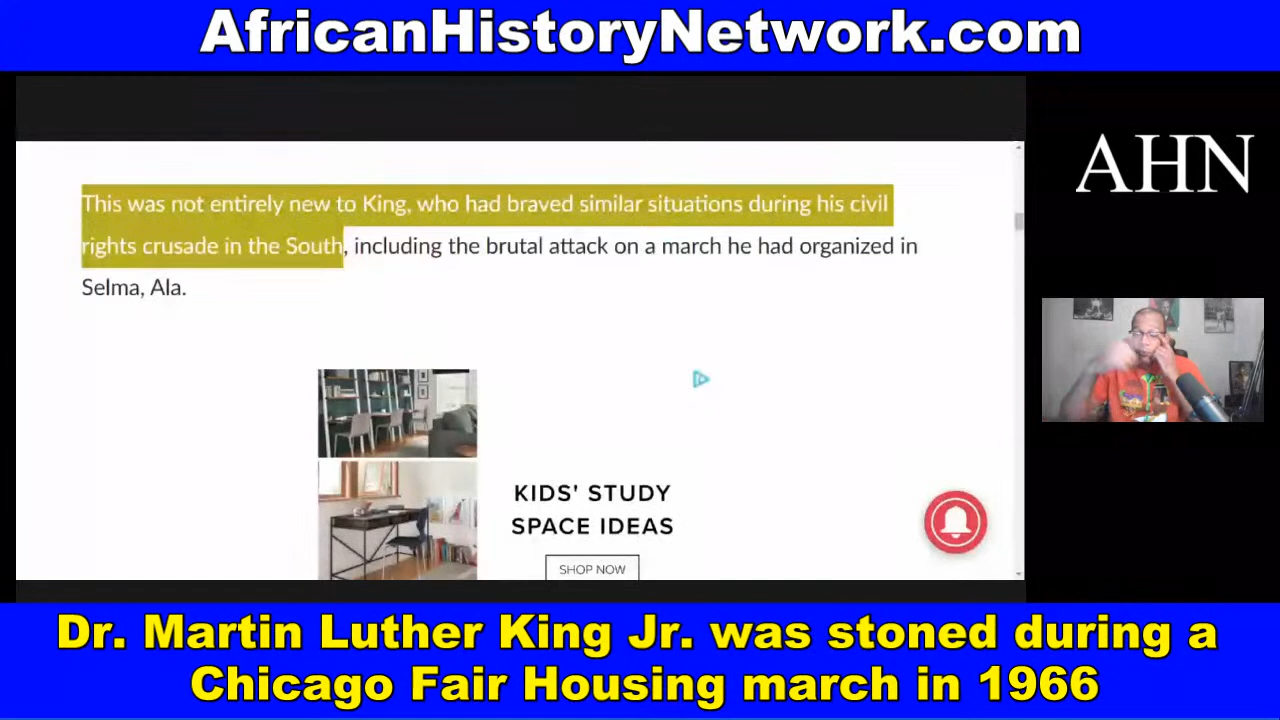 AfricanHistoryNetwork.com
AHN
This was not entirely new to King, who had braved similar situations during his civil
rights crusade in the South, including the brutal attack on a march he had organized in
Selma, Ala.
KIDS' STUDY
SPACE IDEAS
SHOP NOW
Dr. Martin Luther King Jr. was stoned during a
Chicago Fair Housing march in 1966